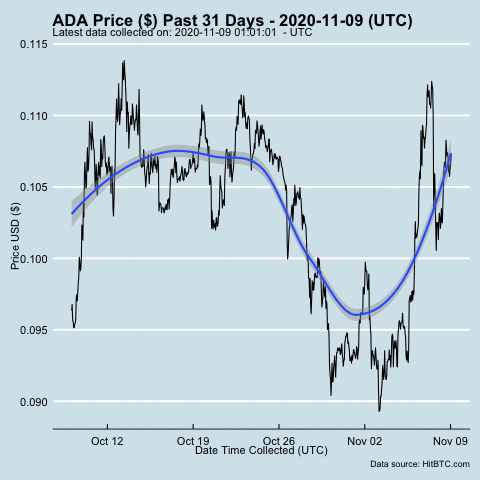 ADA Price ($) Past 31 Days - 2020-11-09 (UTC)
Latest data collected on: 2020-11-09 01:01:01 - UTC
0.115
0.110
0.105
0.100
0.095
0.090
Price USD ($)
Oct 12
Oct 19
Oct 26
Nov 02
Nov 09
Date Time Collected (UTC)
Data source: HitBTC.com